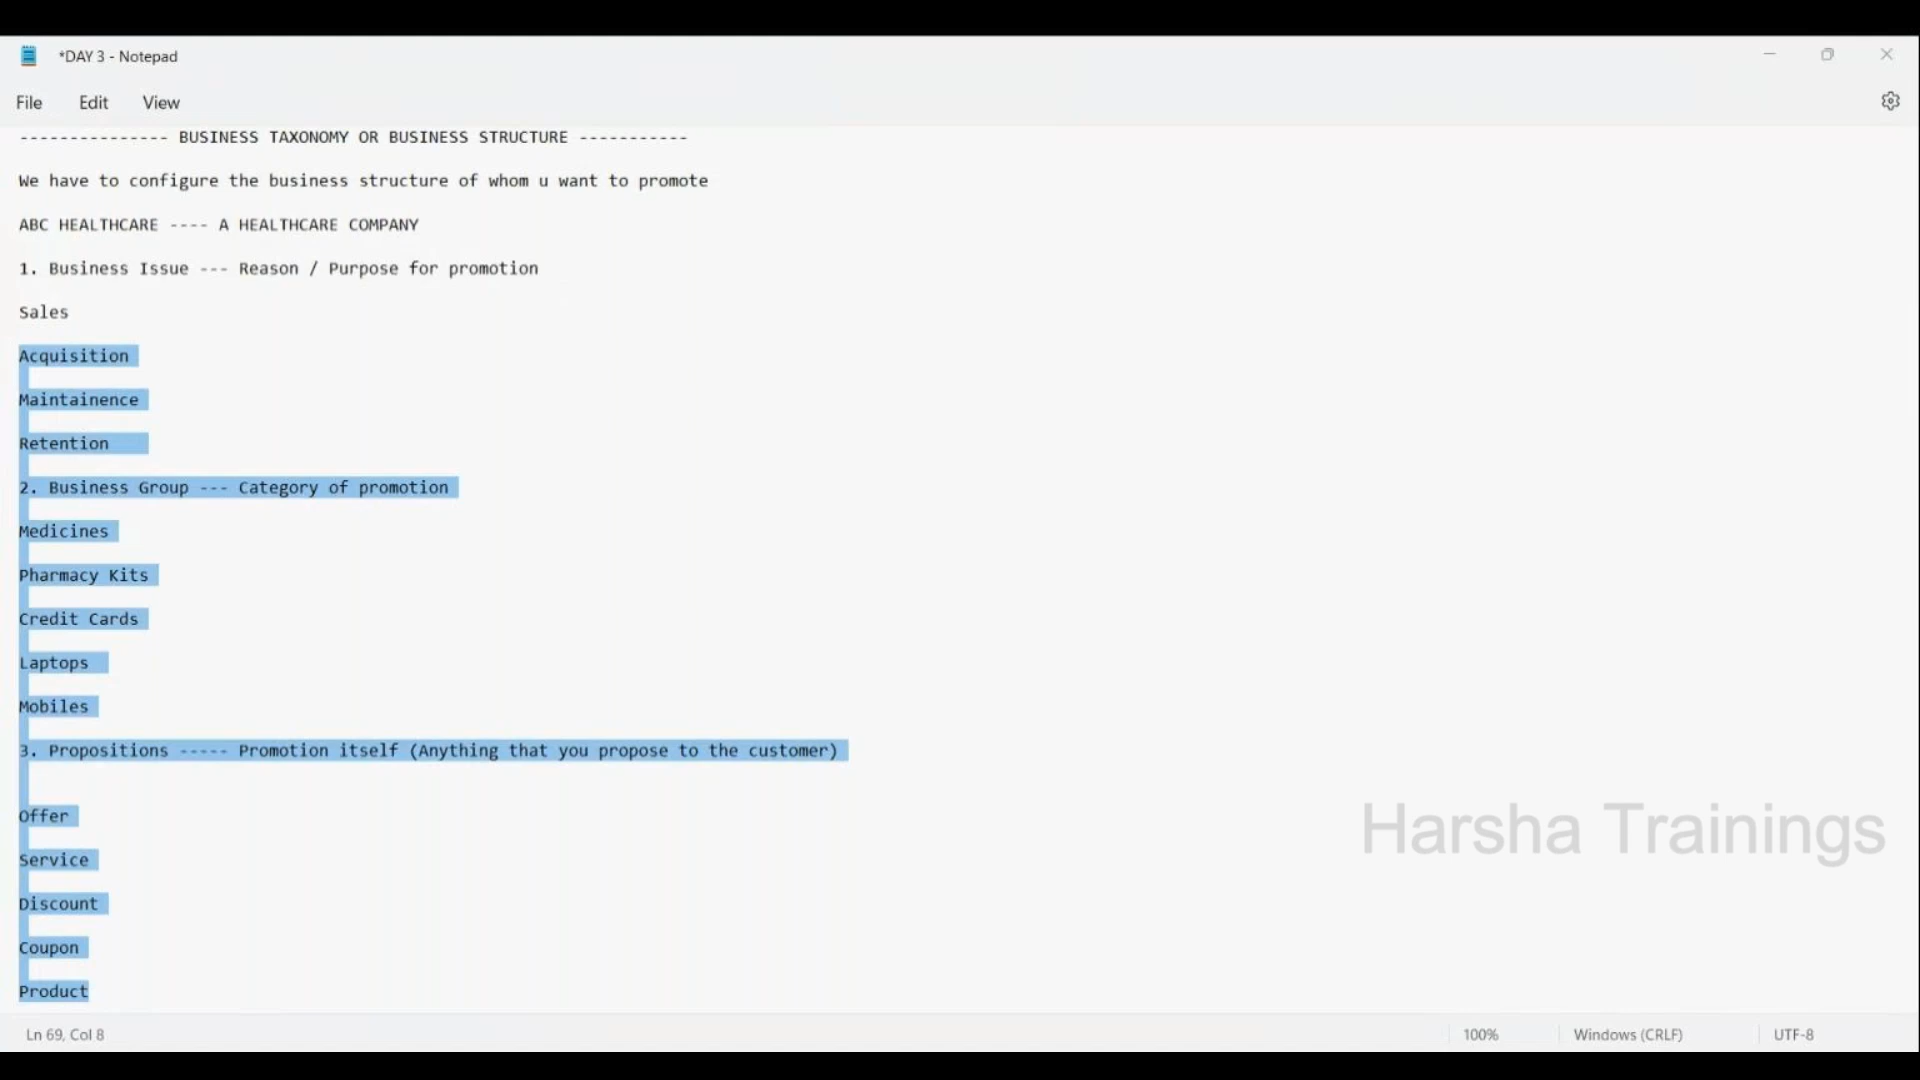 *DAY 3 - Notepad
File Edit View
--------------- BUSINESS TAXONOMY OR BUSINESS STRUCTURE -----------
We have to configure the business structure of whom u want to promote
ABC HEALTHCARE ---- A HEALTHCARE COMPANY
1. Business Issue --- Reason / Purpose for promotion
Sales
Acquisition
Maintainence
Retention
2. Business Group --- Category of promotion
Medicines
Pharmacy Kits
Credit Cards
Laptops
Mobiles
3. Propositions ----- Promotion itself (Anything that you propose to the customer)
Offer
Service
Discount
Coupon
Product
Harsha Trainings
Ln 69, Col 8 100% Windows (CRLF) UTF-8